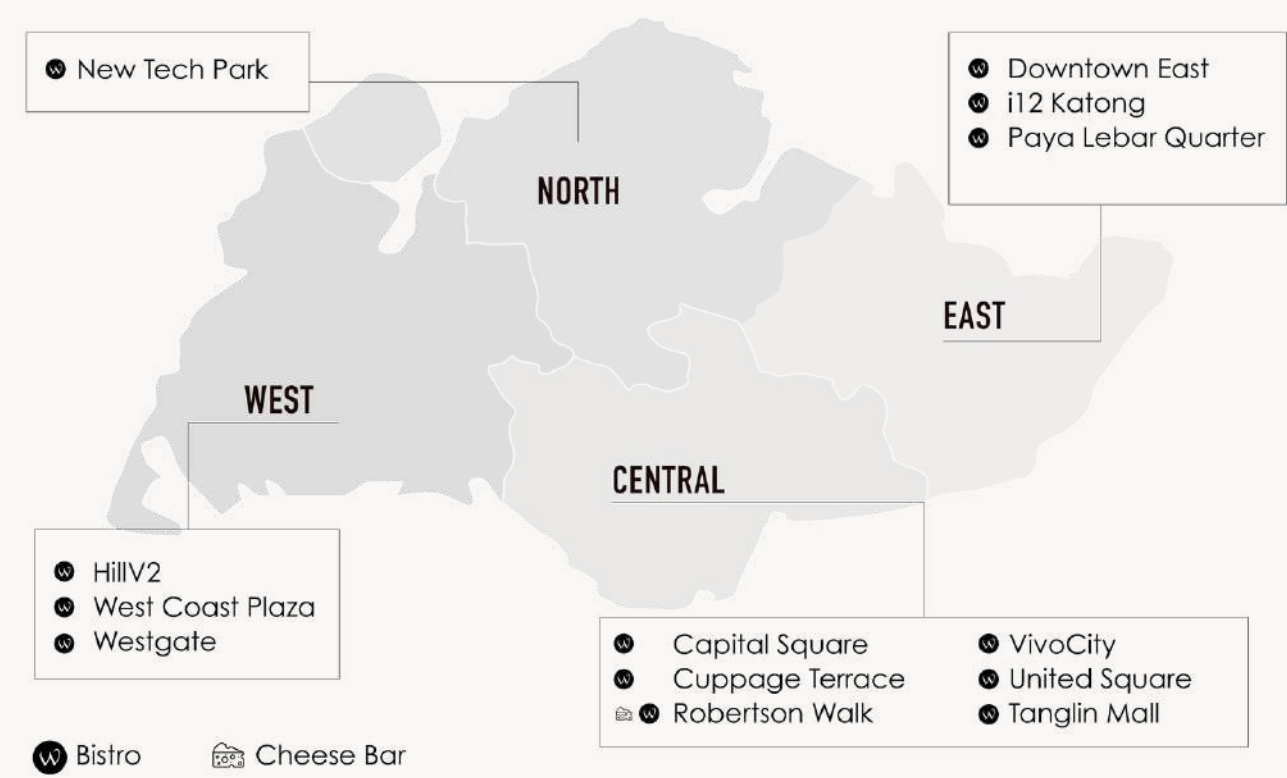 New Tech Park
Downtown East
i12 Katong
Paya Lebar Quarter
NORTH
EAST
WEST
CENTRAL
HillV2
West Coast Plaza
Westgate
Capital Square
Cuppage Terrace
Robertson Walk
VivoCity
United Square
Tanglin Mall
W Bistro
Cheese Bar